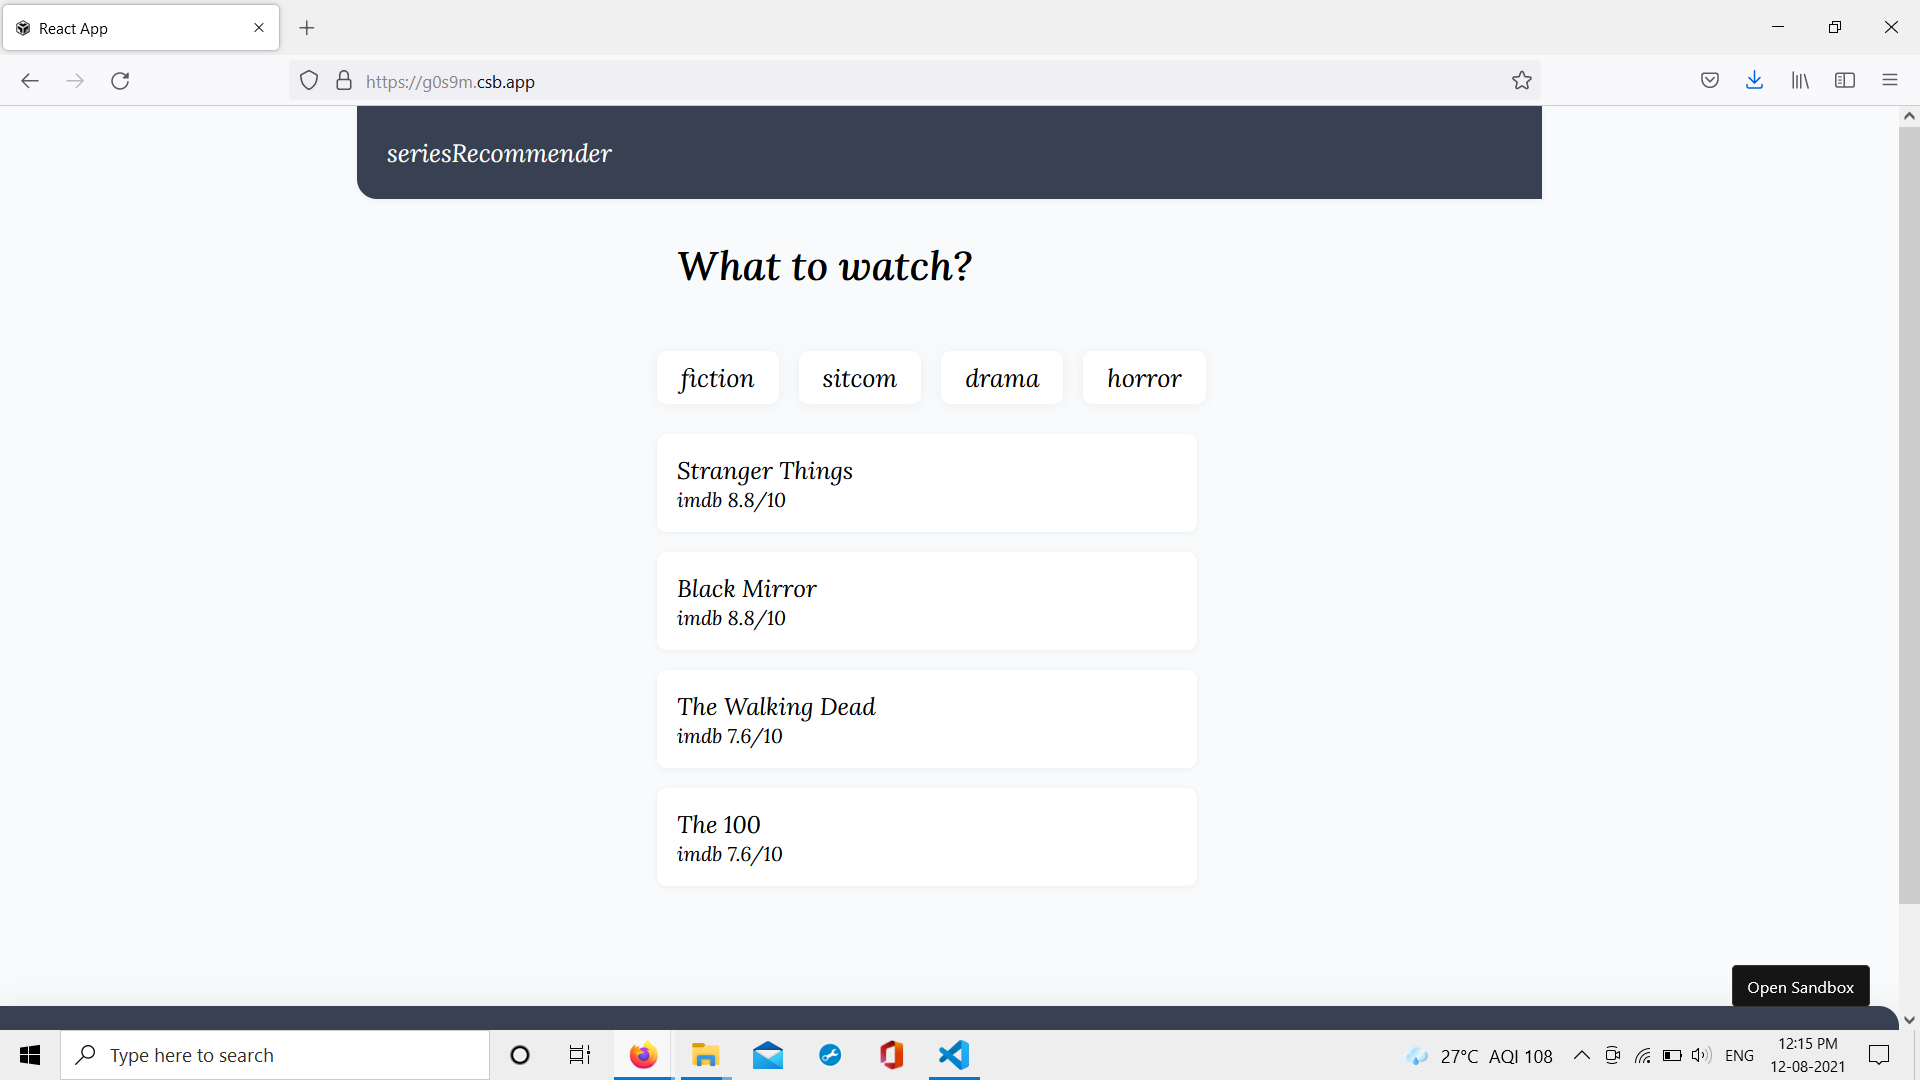 React App
https://g0s9m.csb.app
seriesRecommender
What to watch?
fiction sitcom drama horror
Stranger Things
imdb 8.8/10
Black Mirror
imdb 8.8/10
The Walking Dead
imdb 7.6/10
The 100
imdb 7.6/10
Open Sandbox
Type here to search
27°C AQI 108
ENG
12:15 PM
12-08-2021